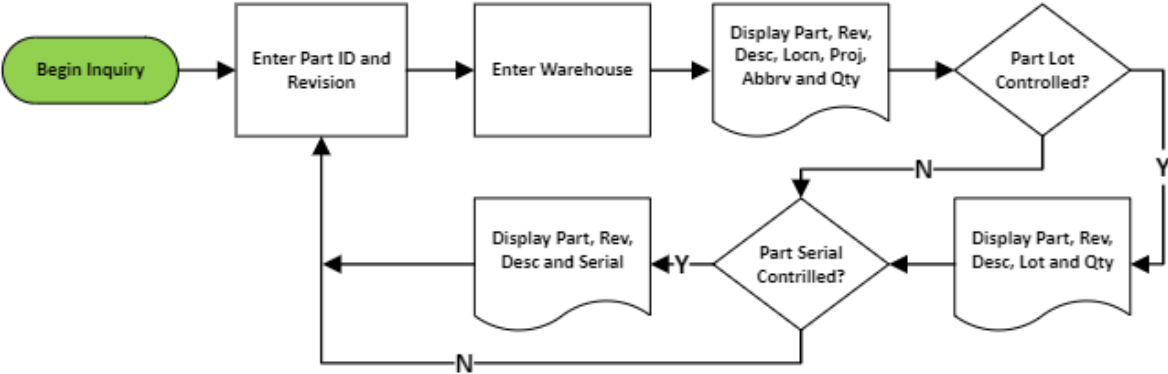 Begin Inquiry
Enter Part ID and
Revision
Enter Warehouse
Display Part, Rev,
Desc, Locn, Proj,
Abbrv and Qty
Part Lot
Controlled?
N
Y
Display Part, Rev,
Desc and Serial
Y
Part Serial
Contrilled?
Display Part, Rev,
Desc, Lot and Qty
N